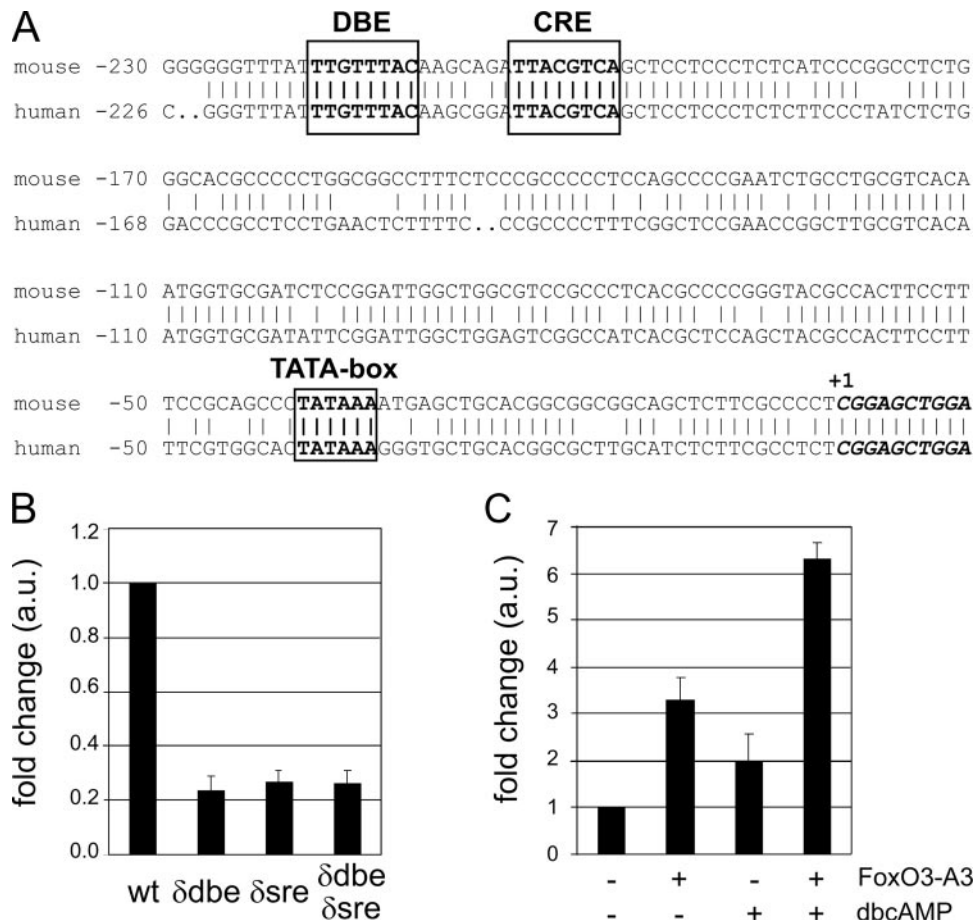 A
DBE CRE
mouse -230 GGGGGGTTTATTTGTTTACAAGCAGATTACGTCAGCTCCTCCCTCTCATCCCGGCCTCTG
human -226 C..GGGTTTATTTGTTTACAAGCGGATTACGTCAGCTCCTCCCTCTCTTCCCTATCTCTG
mouse -170 GGCACGCCCCCTGGCGGCCTTTCTCCCGCCCCCTCCAGCCCCGAATCTGCCTGCGTCACA
human -168 GACCCGCCTCCTGAACTCTTTTC..CCGCCCCTTTCGGCTCCGAACCGGCTTGCGTCACA
mouse -110 ATGGTGCGATCTCCGGATTGGCTGGCGTCCGCCCTCACGCCCCGGGTACGCCACTTCCTT
human -110 ATGGTGCGATATTCGGATTGGCTGGAGTCGGCCATCACGCTCCAGCTACGCCACTTCCTT
TATA-box +1
mouse -50 TCCGCAGCCCTATAAAATGAGCTGCACGGCGGCGGCAGCTCTTCGCCCCTCGGAGCTGGA
human -50 TTCGTGGCACTATAAAGGGTGCTGCACGGCGCTTGCATCTCTTCGCCTCTCGGAGCTGGA
B
fold change (a.u.)
1.2
1.0
0.8
0.6
0.4
0.2
0.0
wt δdbe δsre δdbe
δsre
C
fold change (a.u.)
7
6
5
4
3
2
1
0
- + - + FoxO3-A3
- - + + dbcAMP